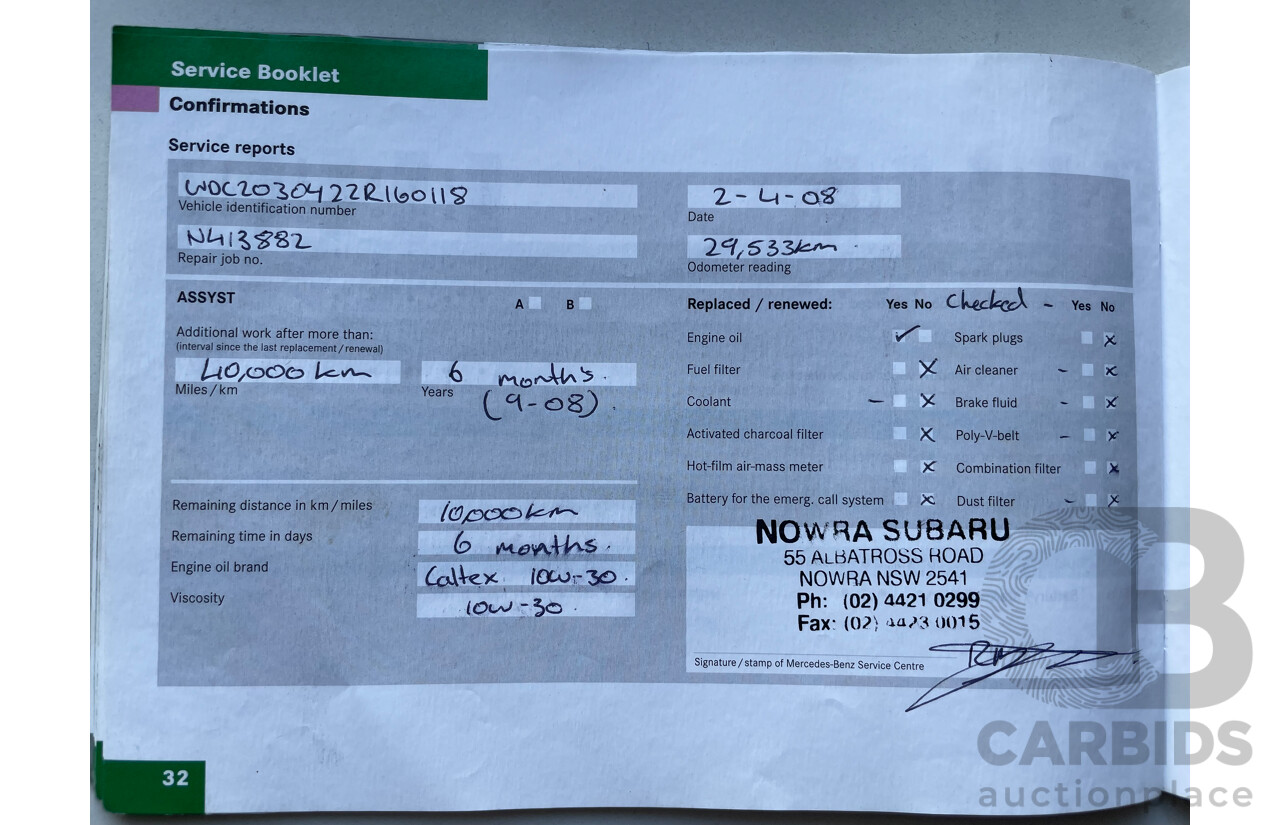 Service Booklet
Confirmations
Service reports
WDC2030422R160118
Vehicle identification number
2-4-08
Date
N413882
Repair job no.
29,533km
Odometer reading
ASSYST A B
Additional work after more than:
(interval since the last replacement/renewal)
40,000 km
Miles/km
6 months.
Years
(9-08).
Remaining distance in km/miles 10,000km
Remaining time in days 6 months.
Engine oil brand Caltex 10W-30.
Viscosity 10W-30.
Replaced / renewed: Yes No Checked - Yes No
Engine oil ✓ Spark plugs x
Fuel filter x Air cleaner - x
Coolant - x Brake fluid - x
Activated charcoal filter x Poly-V-belt - x
Hot-film air-mass meter x Combination filter x
Battery for the emerg. call system x Dust filter - x
NOWRA SUBARU
55 ALBATROSS ROAD
NOWRA NSW 2541
Ph: (02) 4421 0299
Fax: (02) 4423 0015
Signature/stamp of Mercedes-Benz Service Centre
32
CB
CARBIDS
auctionplace